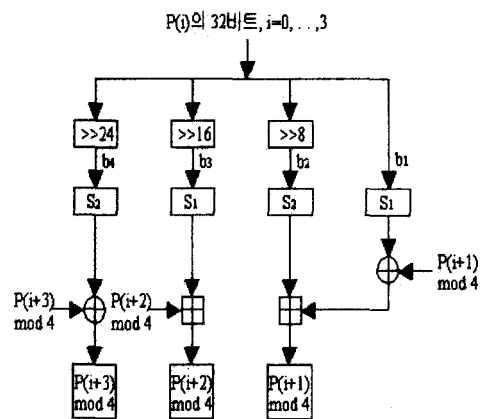 P(i)의 32비트, i=0, . . ,3
>>24
>>16
>>8
b4
b3
b2
b1
S2
S1
S2
S1
P(i+1)
mod 4
P(i+3)
mod 4
P(i+2)
mod 4
P(i+3)
mod 4
P(i+2)
mod 4
P(i+1)
mod 4